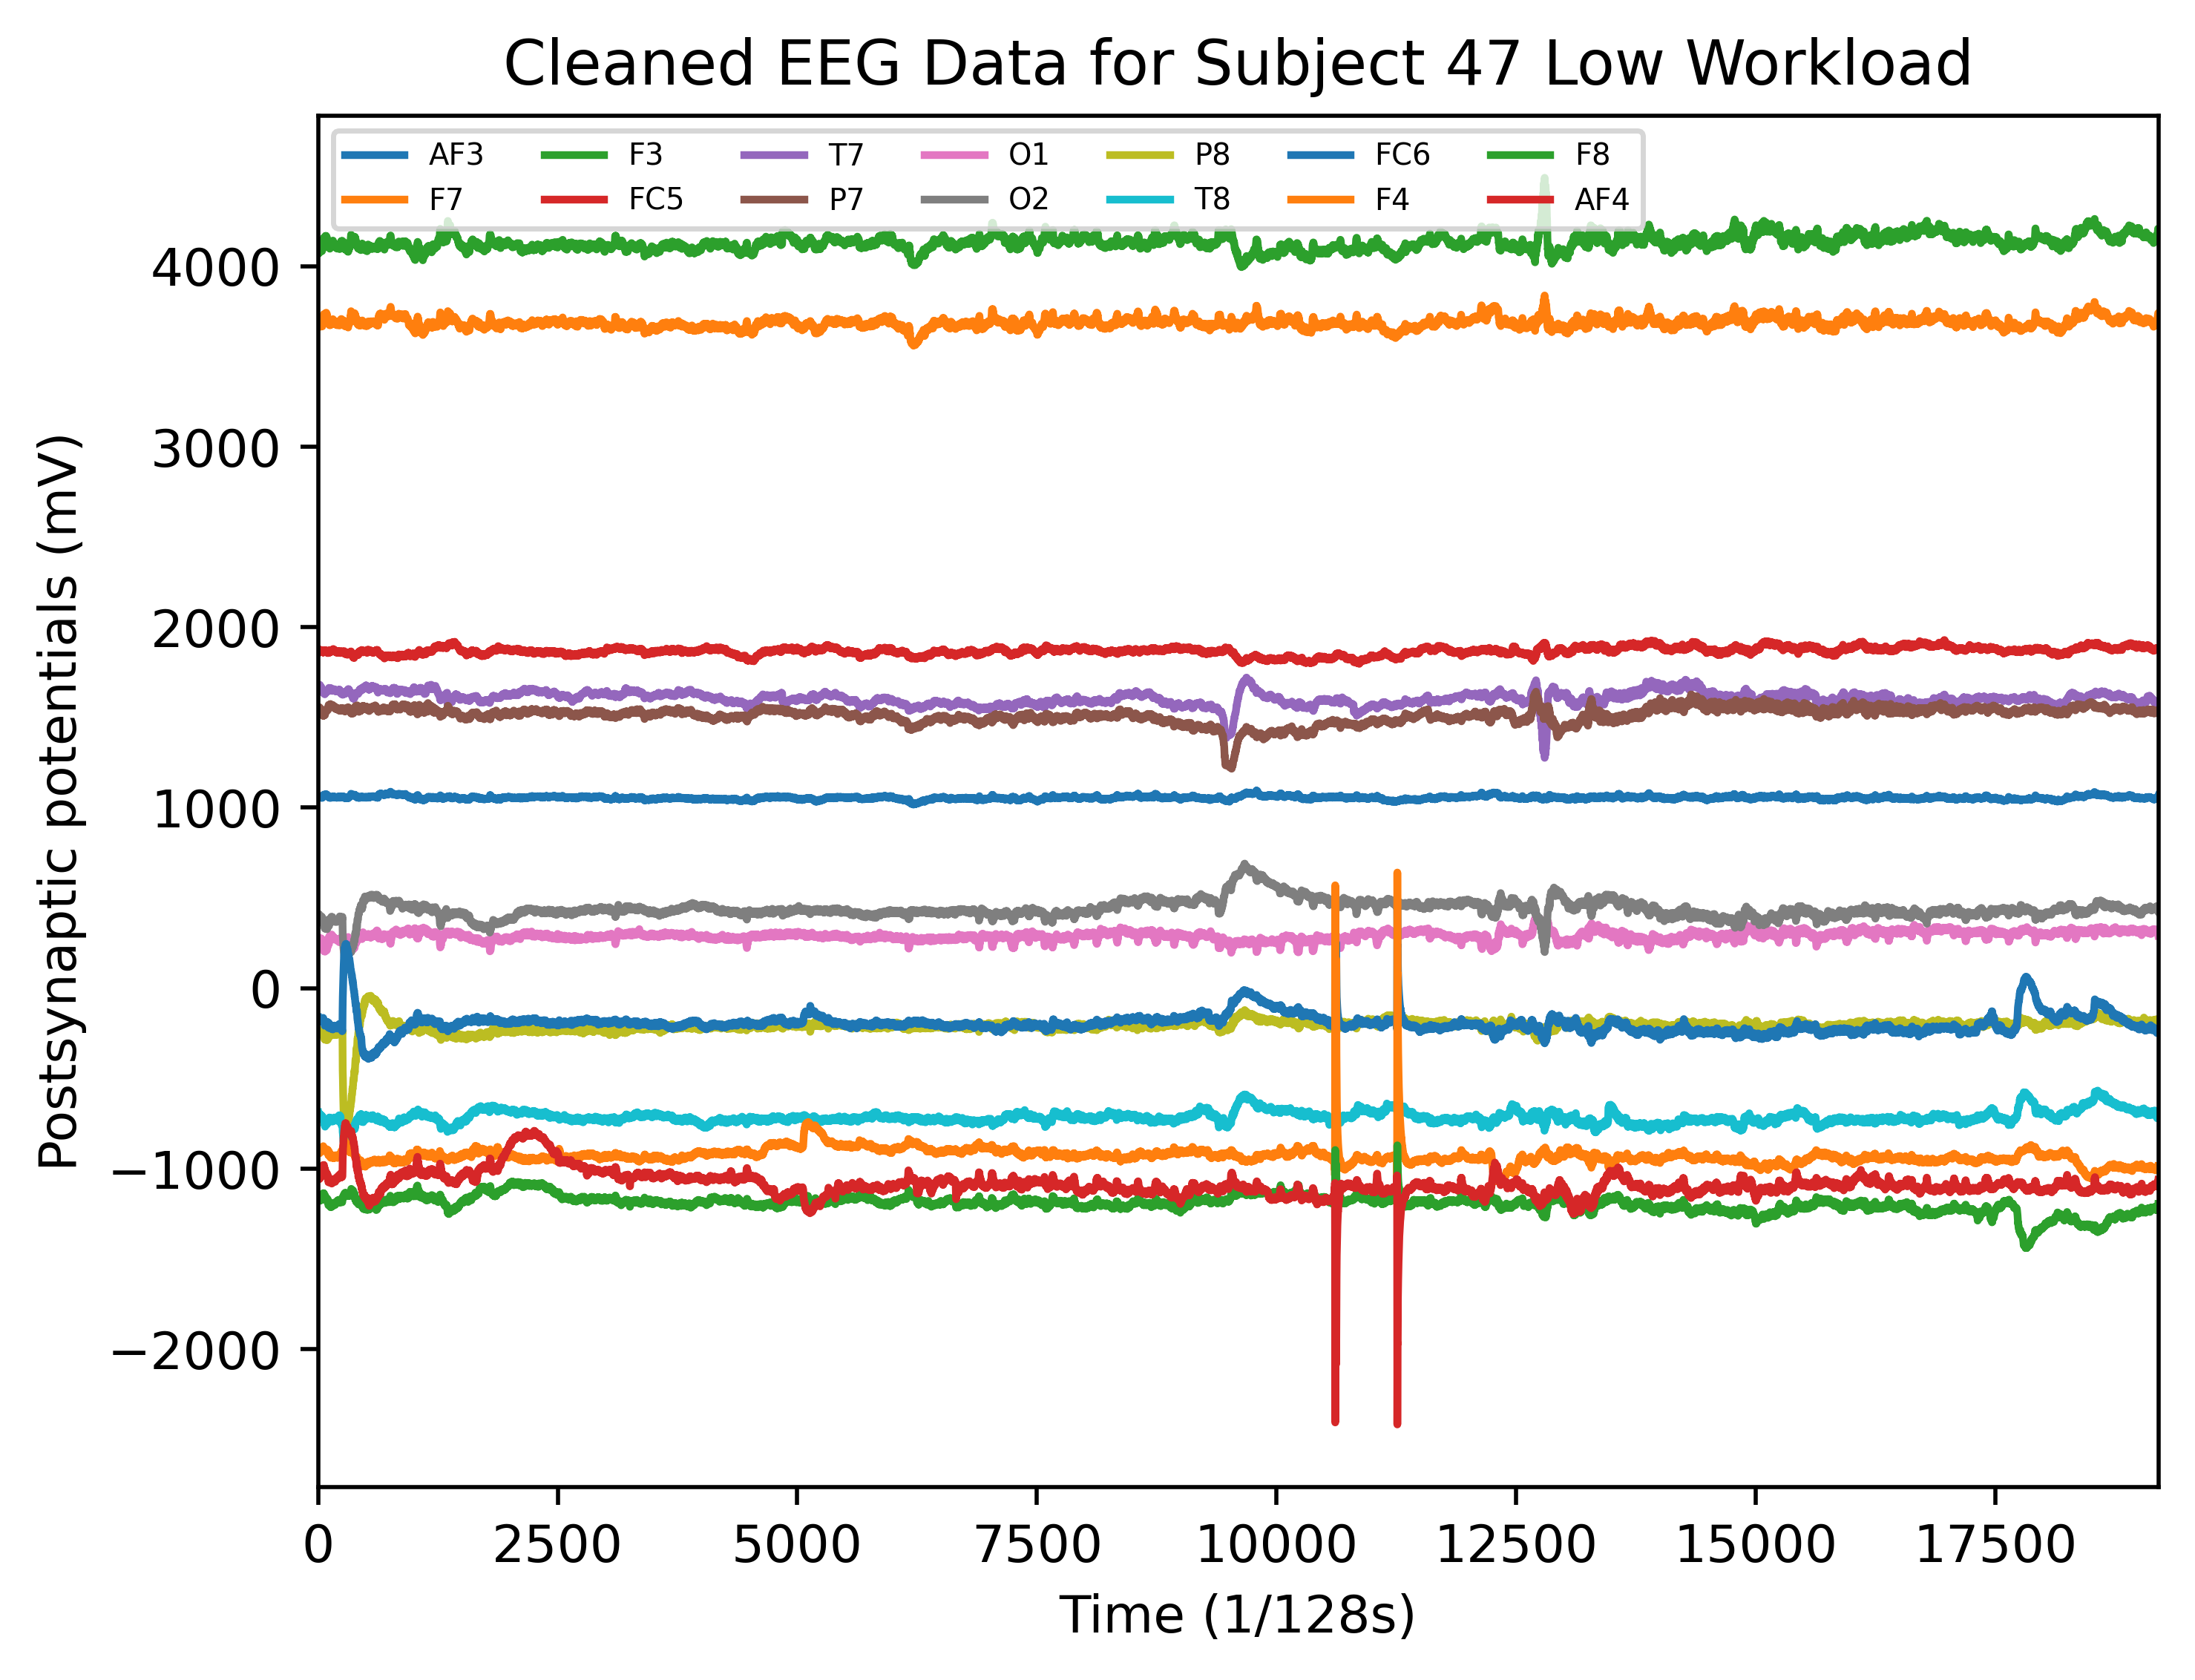 Cleaned EEG Data for Subject 47 Low Workload
AF3 F3 T7 O1 P8 FC6 F8
F7 FC5 P7 O2 T8 F4 AF4
4000
3000
2000
1000
0
−1000
−2000
Postsynaptic potentials (mV)
0 2500 5000 7500 10000 12500 15000 17500
Time (1/128s)